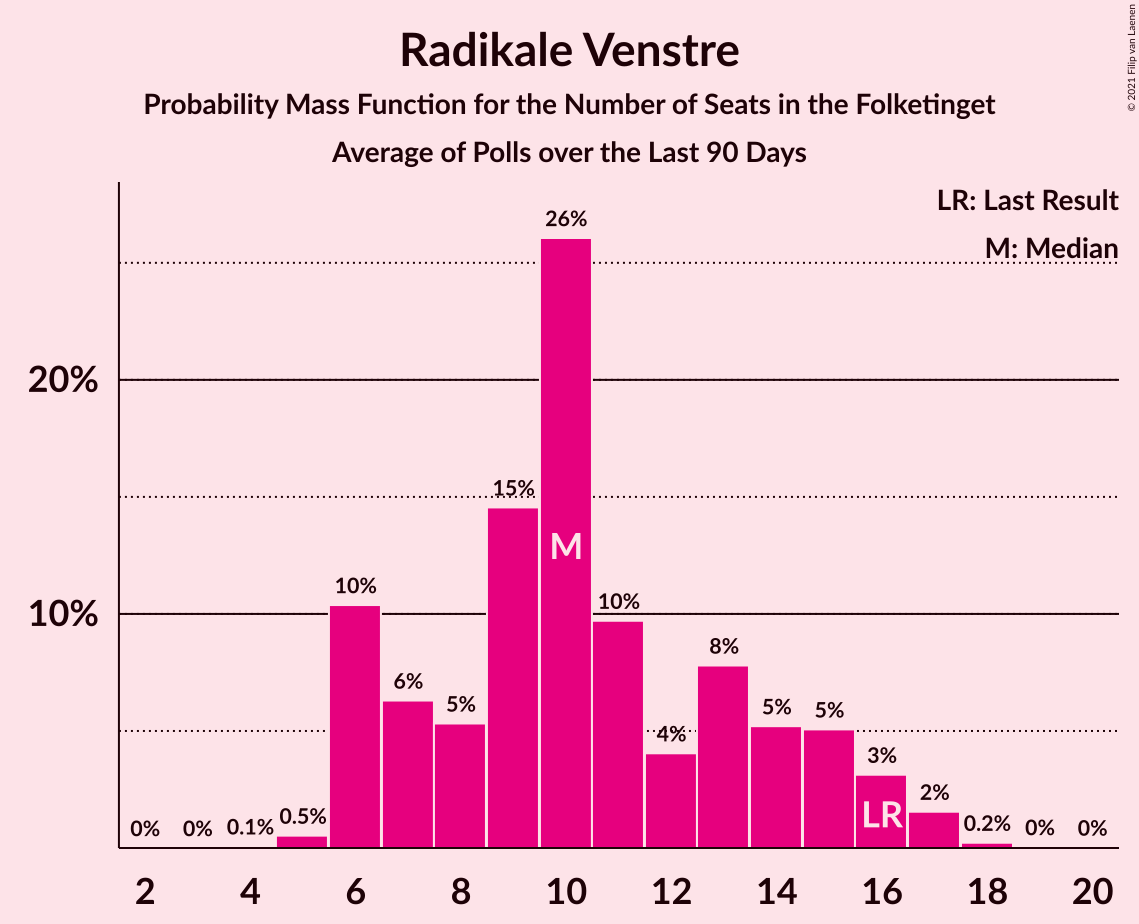 Radikale Venstre
Probability Mass Function for the Number of Seats in the Folketinget
Average of Polls over the Last 90 Days
© 2021 Filip van Laenen
LR: Last Result
M: Median
20%
10%
0%
0%
0.1%
0.5%
10%
6%
5%
15%
26%
10%
4%
8%
5%
5%
3%
2%
0.2%
0%
0%
M
LR
2 4 6 8 10 12 14 16 18 20